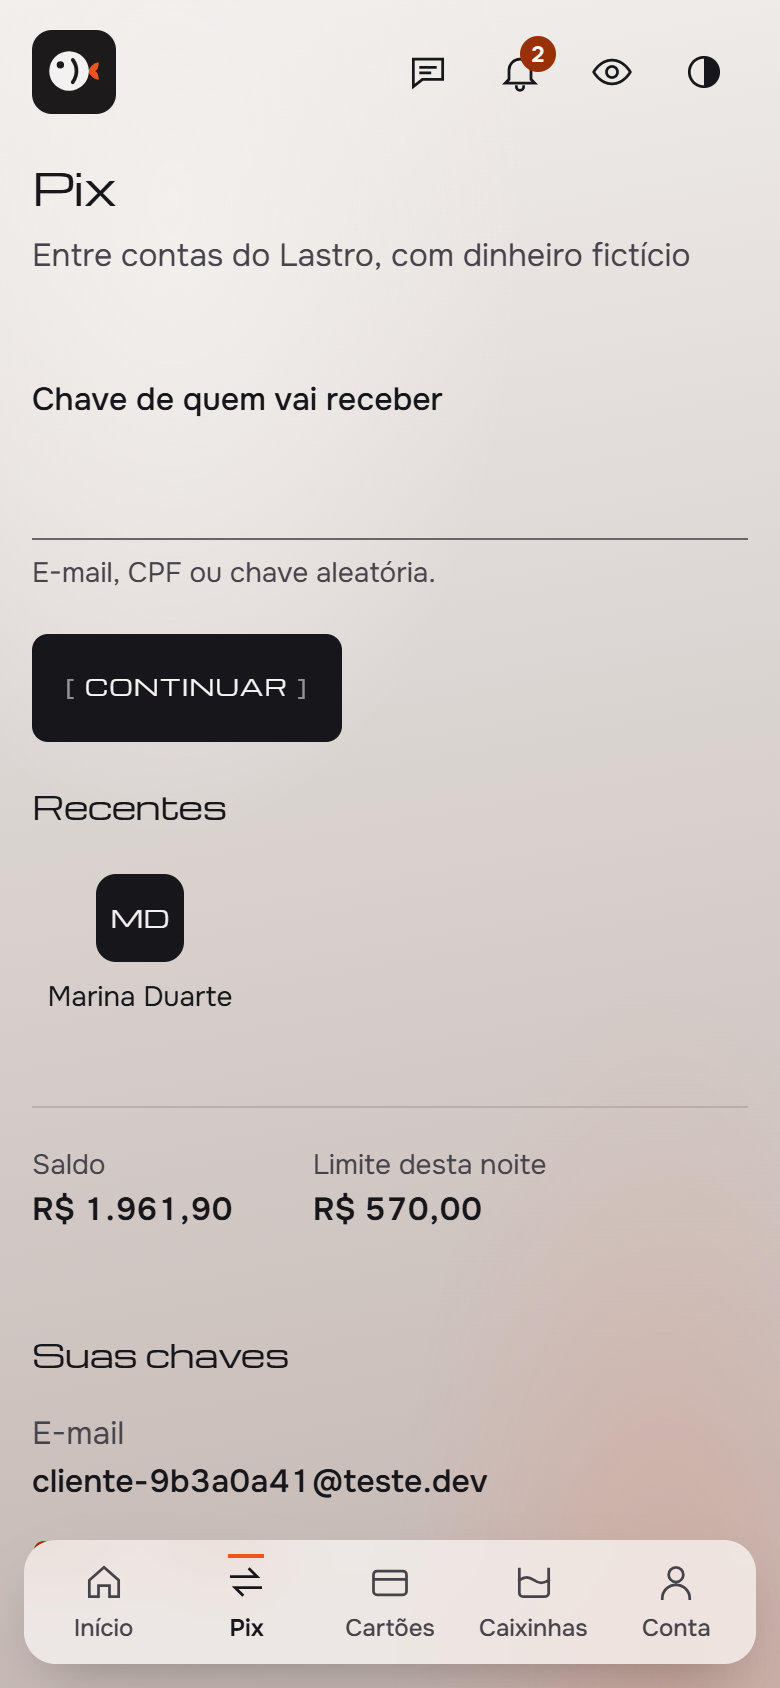 2
Pix
Entre contas do Lastro, com dinheiro fictício
Chave de quem vai receber
E-mail, CPF ou chave aleatória.
[ CONTINUAR ]
Recentes
MD
Marina Duarte
Saldo
R$ 1.961,90
Limite desta noite
R$ 570,00
Suas chaves
E-mail
cliente-9b3a0a41@teste.dev
Início
Pix
Cartões
Caixinhas
Conta